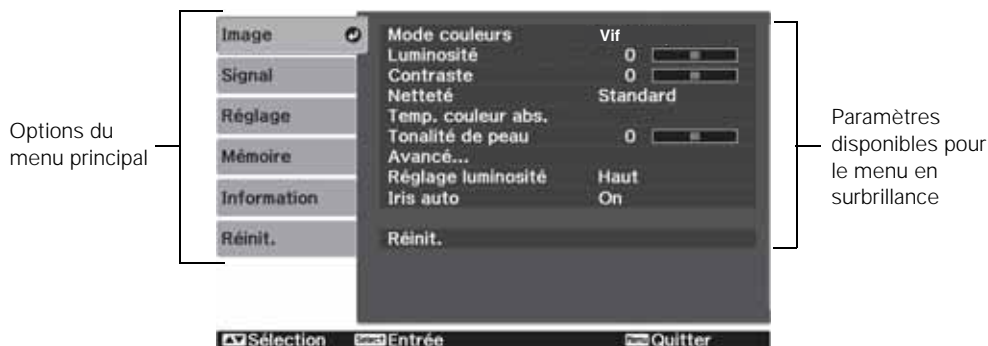 Options du
menu principal
Image
Signal
Réglage
Mémoire
Information
Réinit.
Mode couleurs Vif
Luminosité 0
Contraste 0
Netteté Standard
Temp. couleur abs.
Tonalité de peau 0
Avancé...
Réglage luminosité Haut
Iris auto On
Réinit.
Sélection Select Entrée Menu Quitter
Paramètres
disponibles pour
le menu en
surbrillance